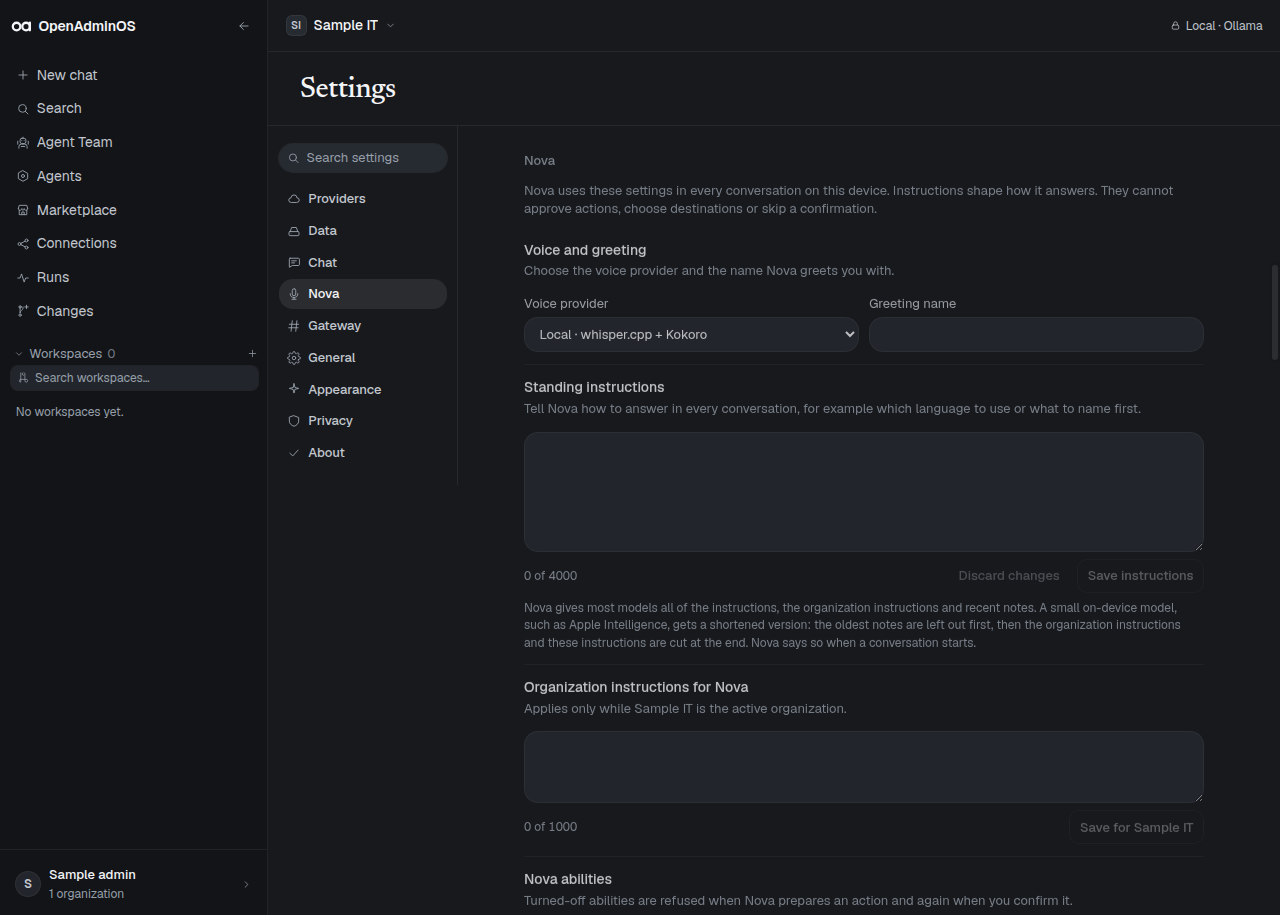 OpenAdminOS
New chat
Search
Agent Team
Agents
Marketplace
Connections
Runs
Changes
Workspaces 0
Search workspaces…
No workspaces yet.
S
Sample admin
1 organization
SI
Sample IT
Local · Ollama
Settings
Search settings
Providers
Data
Chat
Nova
Gateway
General
Appearance
Privacy
About
Nova
Nova uses these settings in every conversation on this device. Instructions shape how it answers. They cannot
approve actions, choose destinations or skip a confirmation.
Voice and greeting
Choose the voice provider and the name Nova greets you with.
Voice provider
Greeting name
Local · whisper.cpp + Kokoro
Standing instructions
Tell Nova how to answer in every conversation, for example which language to use or what to name first.
0 of 4000
Discard changes
Save instructions
Nova gives most models all of the instructions, the organization instructions and recent notes. A small on-device model,
such as Apple Intelligence, gets a shortened version: the oldest notes are left out first, then the organization instructions
and these instructions are cut at the end. Nova says so when a conversation starts.
Organization instructions for Nova
Applies only while Sample IT is the active organization.
0 of 1000
Save for Sample IT
Nova abilities
Turned-off abilities are refused when Nova prepares an action and again when you confirm it.